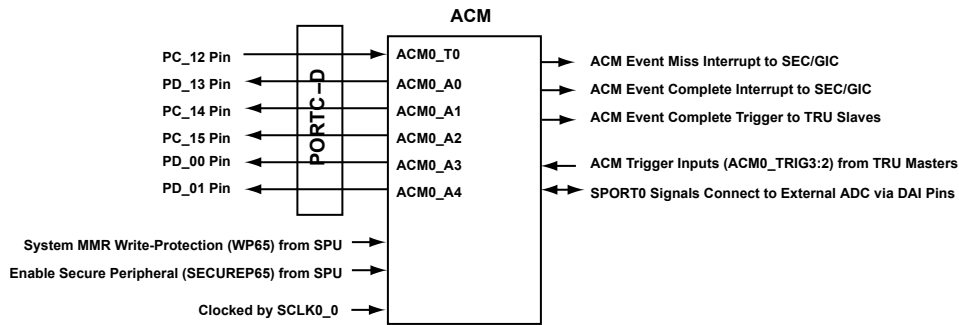 ACM
PC_12 Pin
PD_13 Pin
PC_14 Pin
PC_15 Pin
PD_00 Pin
PD_01 Pin
PORTC–D
ACM0_T0
ACM0_A0
ACM0_A1
ACM0_A2
ACM0_A3
ACM0_A4
ACM Event Miss Interrupt to SEC/GIC
ACM Event Complete Interrupt to SEC/GIC
ACM Event Complete Trigger to TRU Slaves
ACM Trigger Inputs (ACM0_TRIG3:2) from TRU Masters
SPORT0 Signals Connect to External ADC via DAI Pins
System MMR Write-Protection (WP65) from SPU
Enable Secure Peripheral (SECUREP65) from SPU
Clocked by SCLK0_0